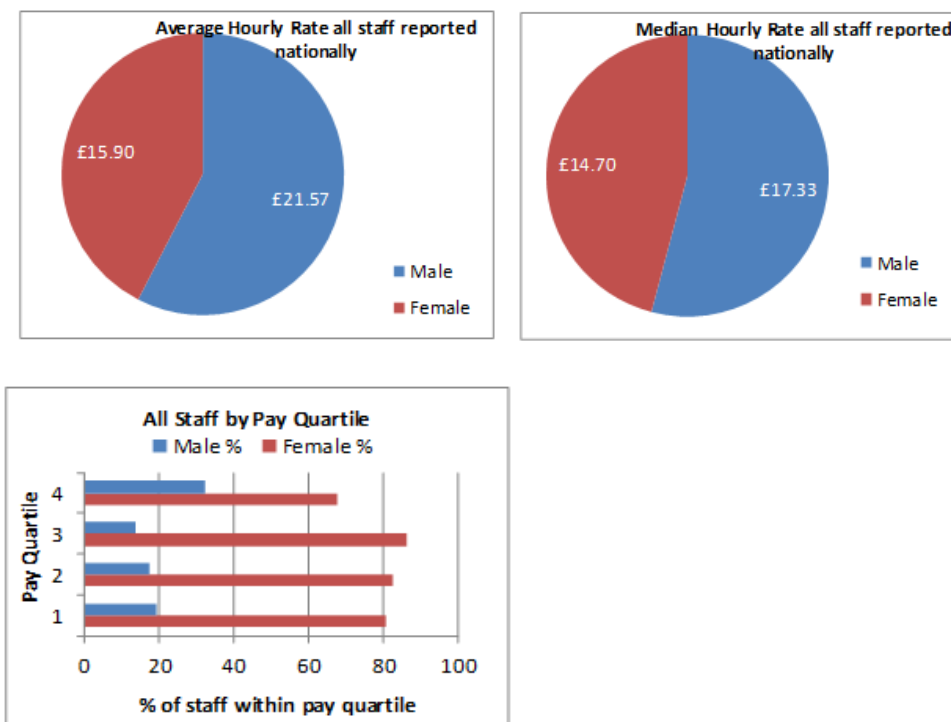 Average Hourly Rate all staff reported
nationally
£15.90
£21.57
Male
Female
Median Hourly Rate all staff reported
nationally
£14.70
£17.33
Male
Female
All Staff by Pay Quartile
Male % Female %
Pay Quartile
4
3
2
1
0 20 40 60 80 100
% of staff within pay quartile